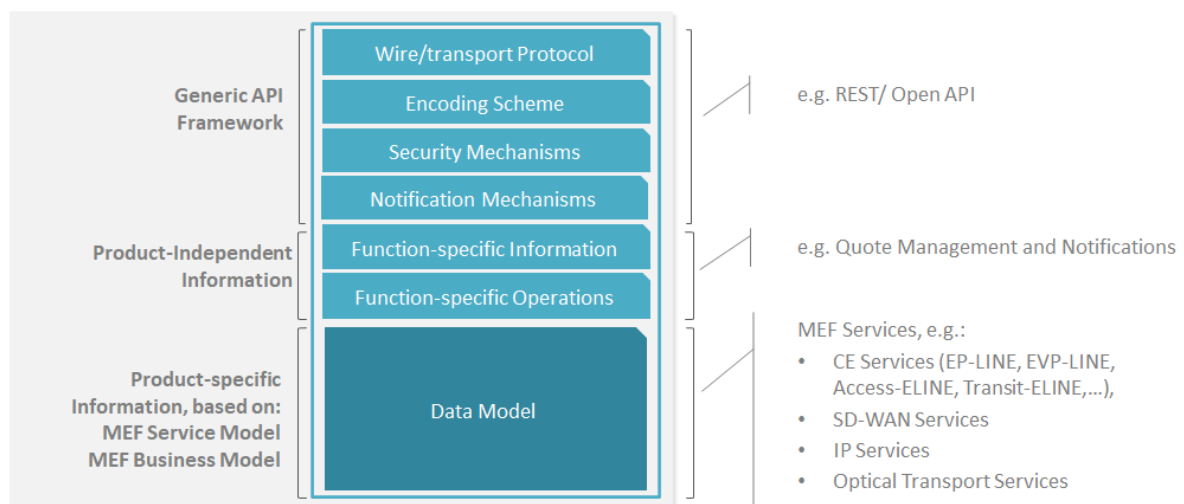 Wire/transport Protocol
Encoding Scheme
Security Mechanisms
Notification Mechanisms
Generic API
Framework
e.g. REST/ Open API
Function-specific Information
Function-specific Operations
Product-Independent
Information
e.g. Quote Management and Notifications
Data Model
Product-specific
Information, based on:
MEF Service Model
MEF Business Model
MEF Services, e.g.:
• CE Services (EP-LINE, EVP-LINE,
Access-ELINE, Transit-ELINE,...),
• SD-WAN Services
• IP Services
• Optical Transport Services